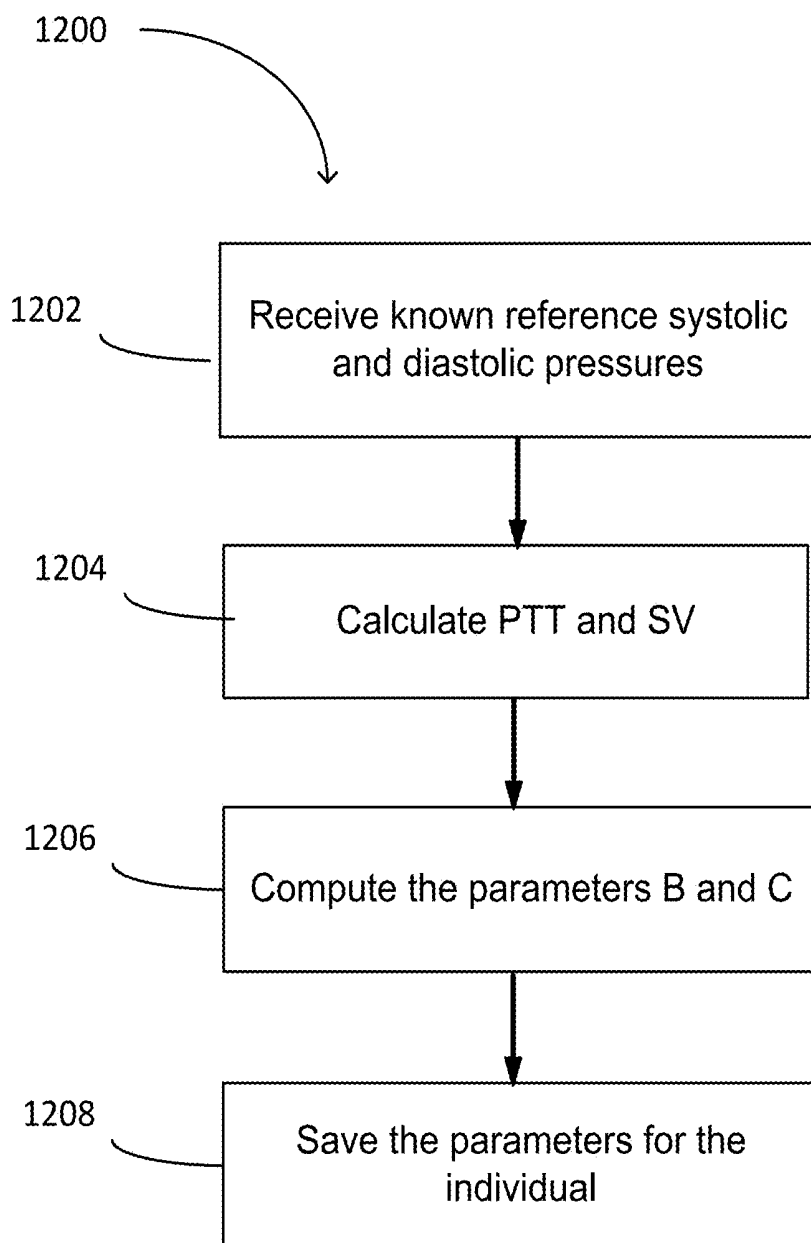 1200
1202
Receive known reference systolic
and diastolic pressures
1204
Calculate PTT and SV
1206
Compute the parameters B and C
1208
Save the parameters for the
individual